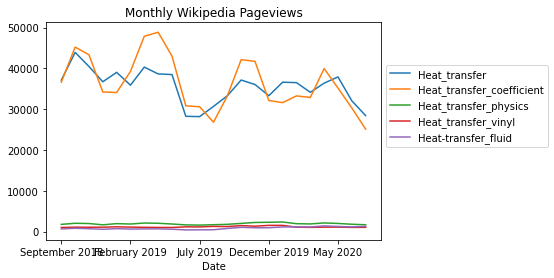 Monthly Wikipedia Pageviews
50000
40000
30000
20000
10000
0
September 2018 February 2019 July 2019 December 2019 May 2020
Date
Heat_transfer
Heat_transfer_coefficient
Heat_transfer_physics
Heat_transfer_vinyl
Heat-transfer_fluid